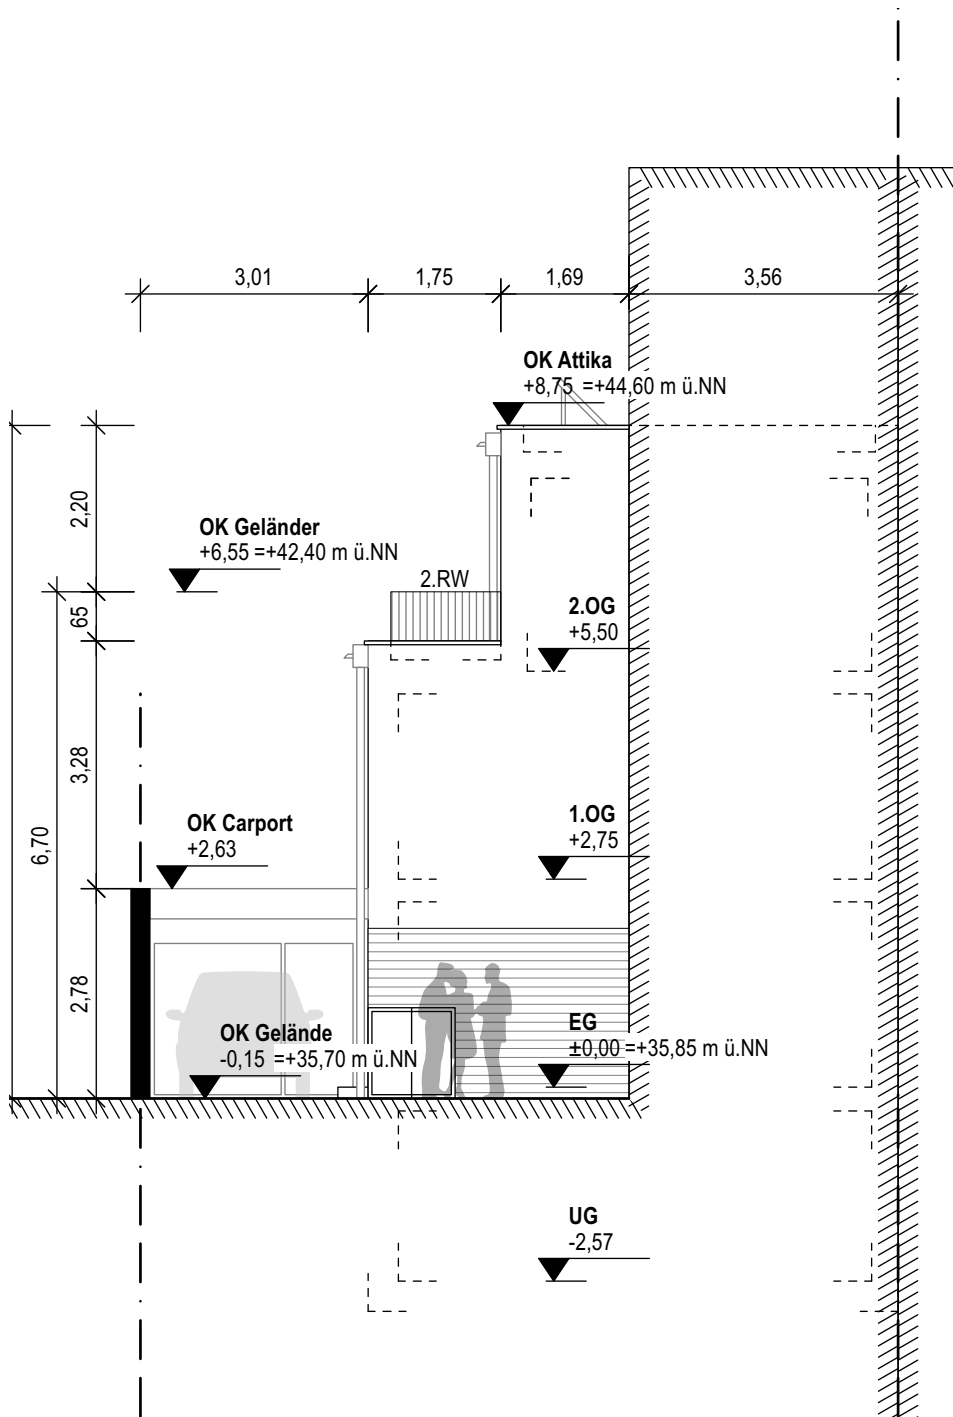 3,01
1,75
1,69
3,56
OK Attika
+8,75 =+44,60 m ü.NN
2,20
OK Geländer
+6,55 =+42,40 m ü.NN
2.RW
65
2.OG
+5,50
3,28
6,70
OK Carport
+2,63
1.OG
+2,75
2,78
OK Gelände
-0,15 =+35,70 m ü.NN
EG
±0,00 =+35,85 m ü.NN
UG
-2,57